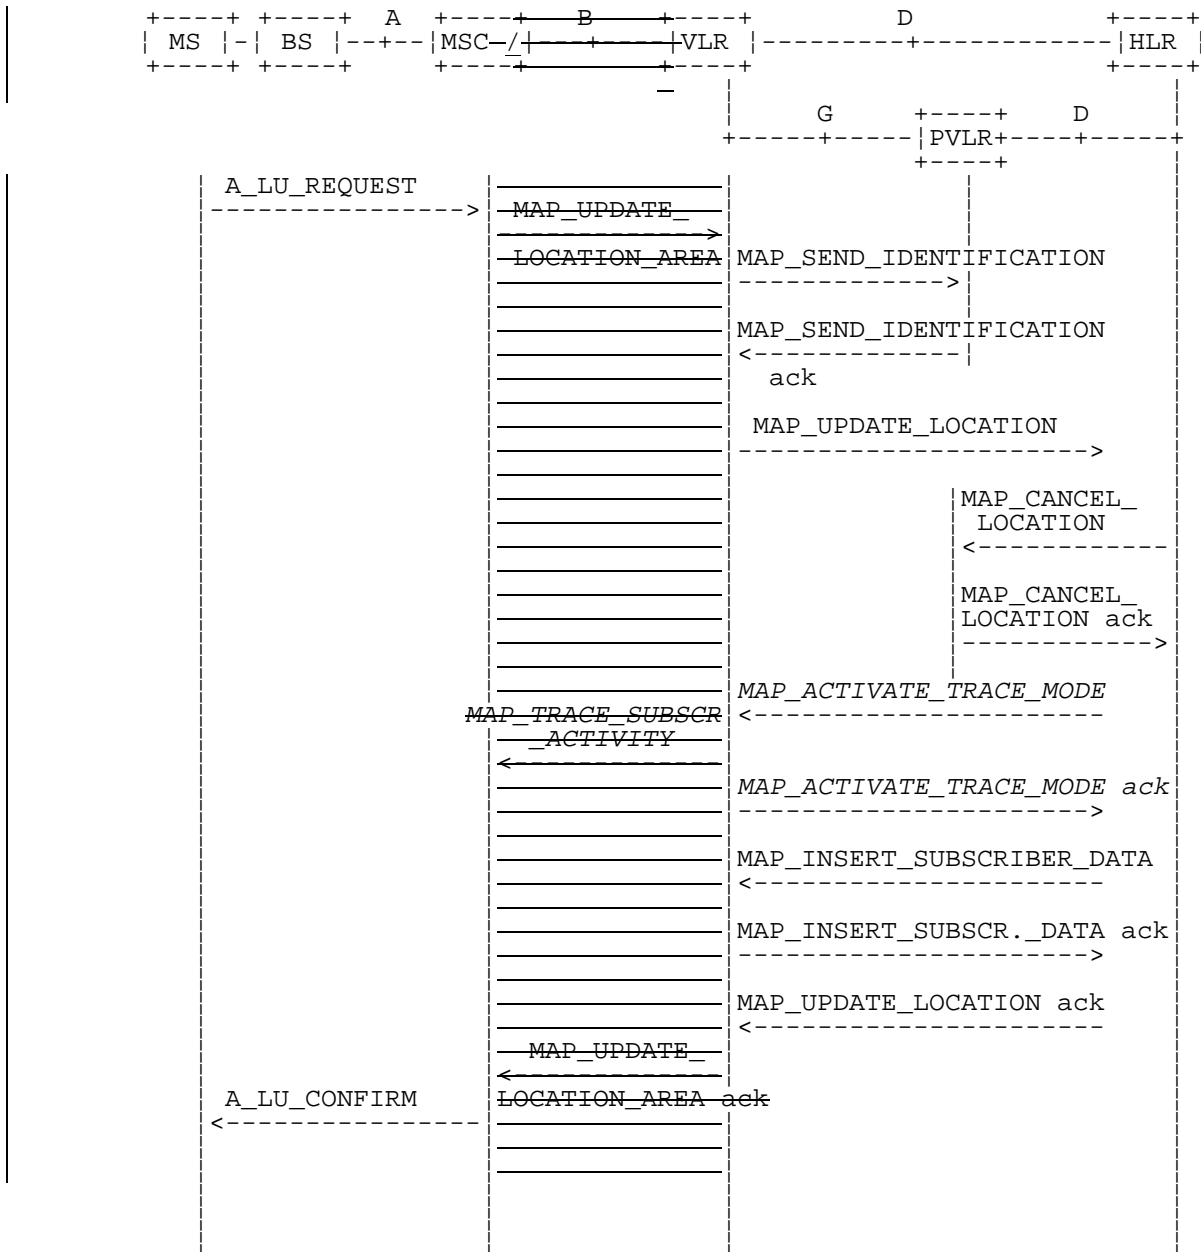 A B D
MS BS MSC / VLR HLR
G D
PVLR
A_LU_REQUEST
MAP_UPDATE_
LOCATION_AREA MAP_SEND_IDENTIFICATION
MAP_SEND_IDENTIFICATION
ack
MAP_UPDATE_LOCATION
MAP_CANCEL_
LOCATION
MAP_CANCEL_
LOCATION ack
MAP_ACTIVATE_TRACE_MODE
MAP_TRACE_SUBSCR
_ACTIVITY
MAP_ACTIVATE_TRACE_MODE ack
MAP_INSERT_SUBSCRIBER_DATA
MAP_INSERT_SUBSCR._DATA ack
MAP_UPDATE_LOCATION ack
MAP_UPDATE_
A_LU_CONFIRM LOCATION_AREA ack